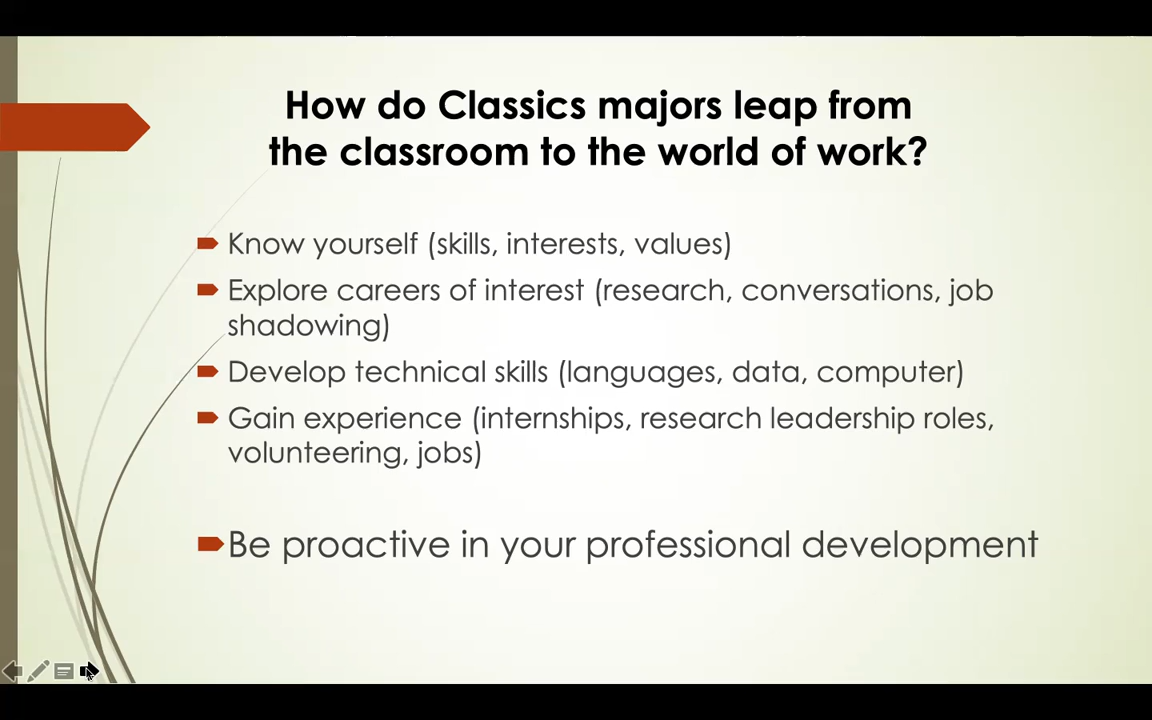 How do Classics majors leap from
the classroom to the world of work?
Know yourself (skills, interests, values)
Explore careers of interest (research, conversations, job
shadowing)
Develop technical skills (languages, data, computer)
Gain experience (internships, research leadership roles,
volunteering, jobs)
Be proactive in your professional development